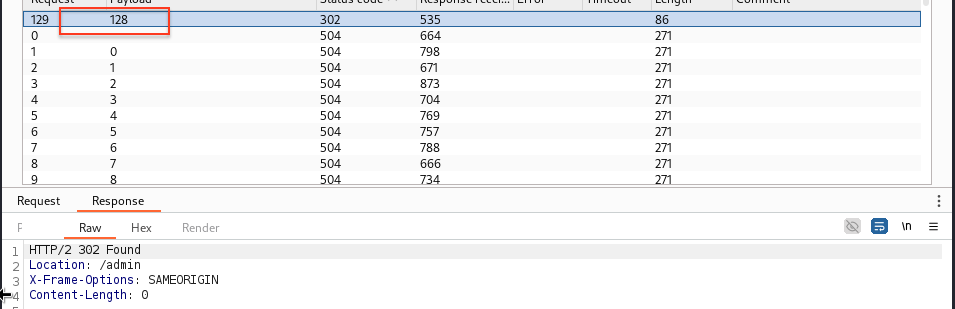 Request Payload Status code Response recei... Error Timeout Length Comment
129 128 302 535 86
0 504 664 271
1 0 504 798 271
2 1 504 671 271
3 2 504 873 271
4 3 504 704 271
5 4 504 769 271
6 5 504 757 271
7 6 504 788 271
8 7 504 666 271
9 8 504 734 271
Request Response
F Raw Hex Render \n
1 HTTP/2 302 Found
2 Location: /admin
3 X-Frame-Options: SAMEORIGIN
4 Content-Length: 0